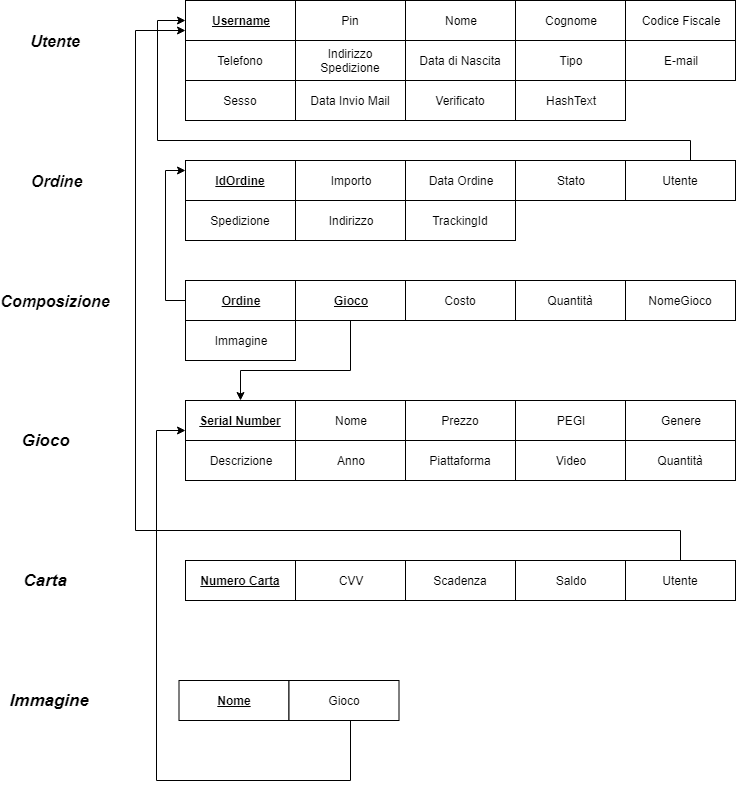 Utente
Username Pin Nome Cognome Codice Fiscale
Telefono Indirizzo Spedizione Data di Nascita Tipo E-mail
Sesso Data Invio Mail Verificato HashText
Ordine
IdOrdine Importo Data Ordine Stato Utente
Spedizione Indirizzo TrackingId
Composizione
Ordine Gioco Costo Quantità NomeGioco
Immagine
Gioco
Serial Number Nome Prezzo PEGI Genere
Descrizione Anno Piattaforma Video Quantità
Carta
Numero Carta CVV Scadenza Saldo Utente
Immagine
Nome Gioco